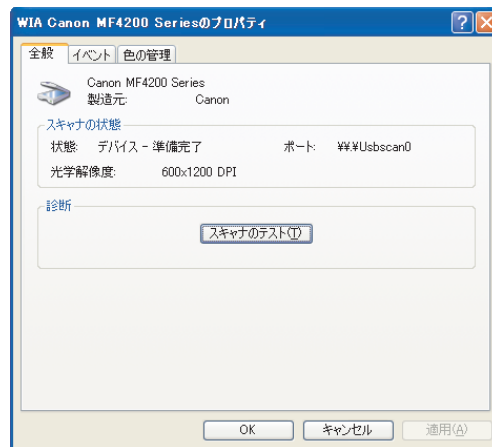 WIA Canon MF4200 Seriesのプロパティ
全般 イベント 色の管理
Canon MF4200 Series
製造元: Canon
スキャナの状態
状態: デバイス - 準備完了 ポート: ¥¥.¥Usbscan0
光学解像度: 600x1200 DPI
診断
スキャナのテスト(T)
OK キャンセル 適用(A)